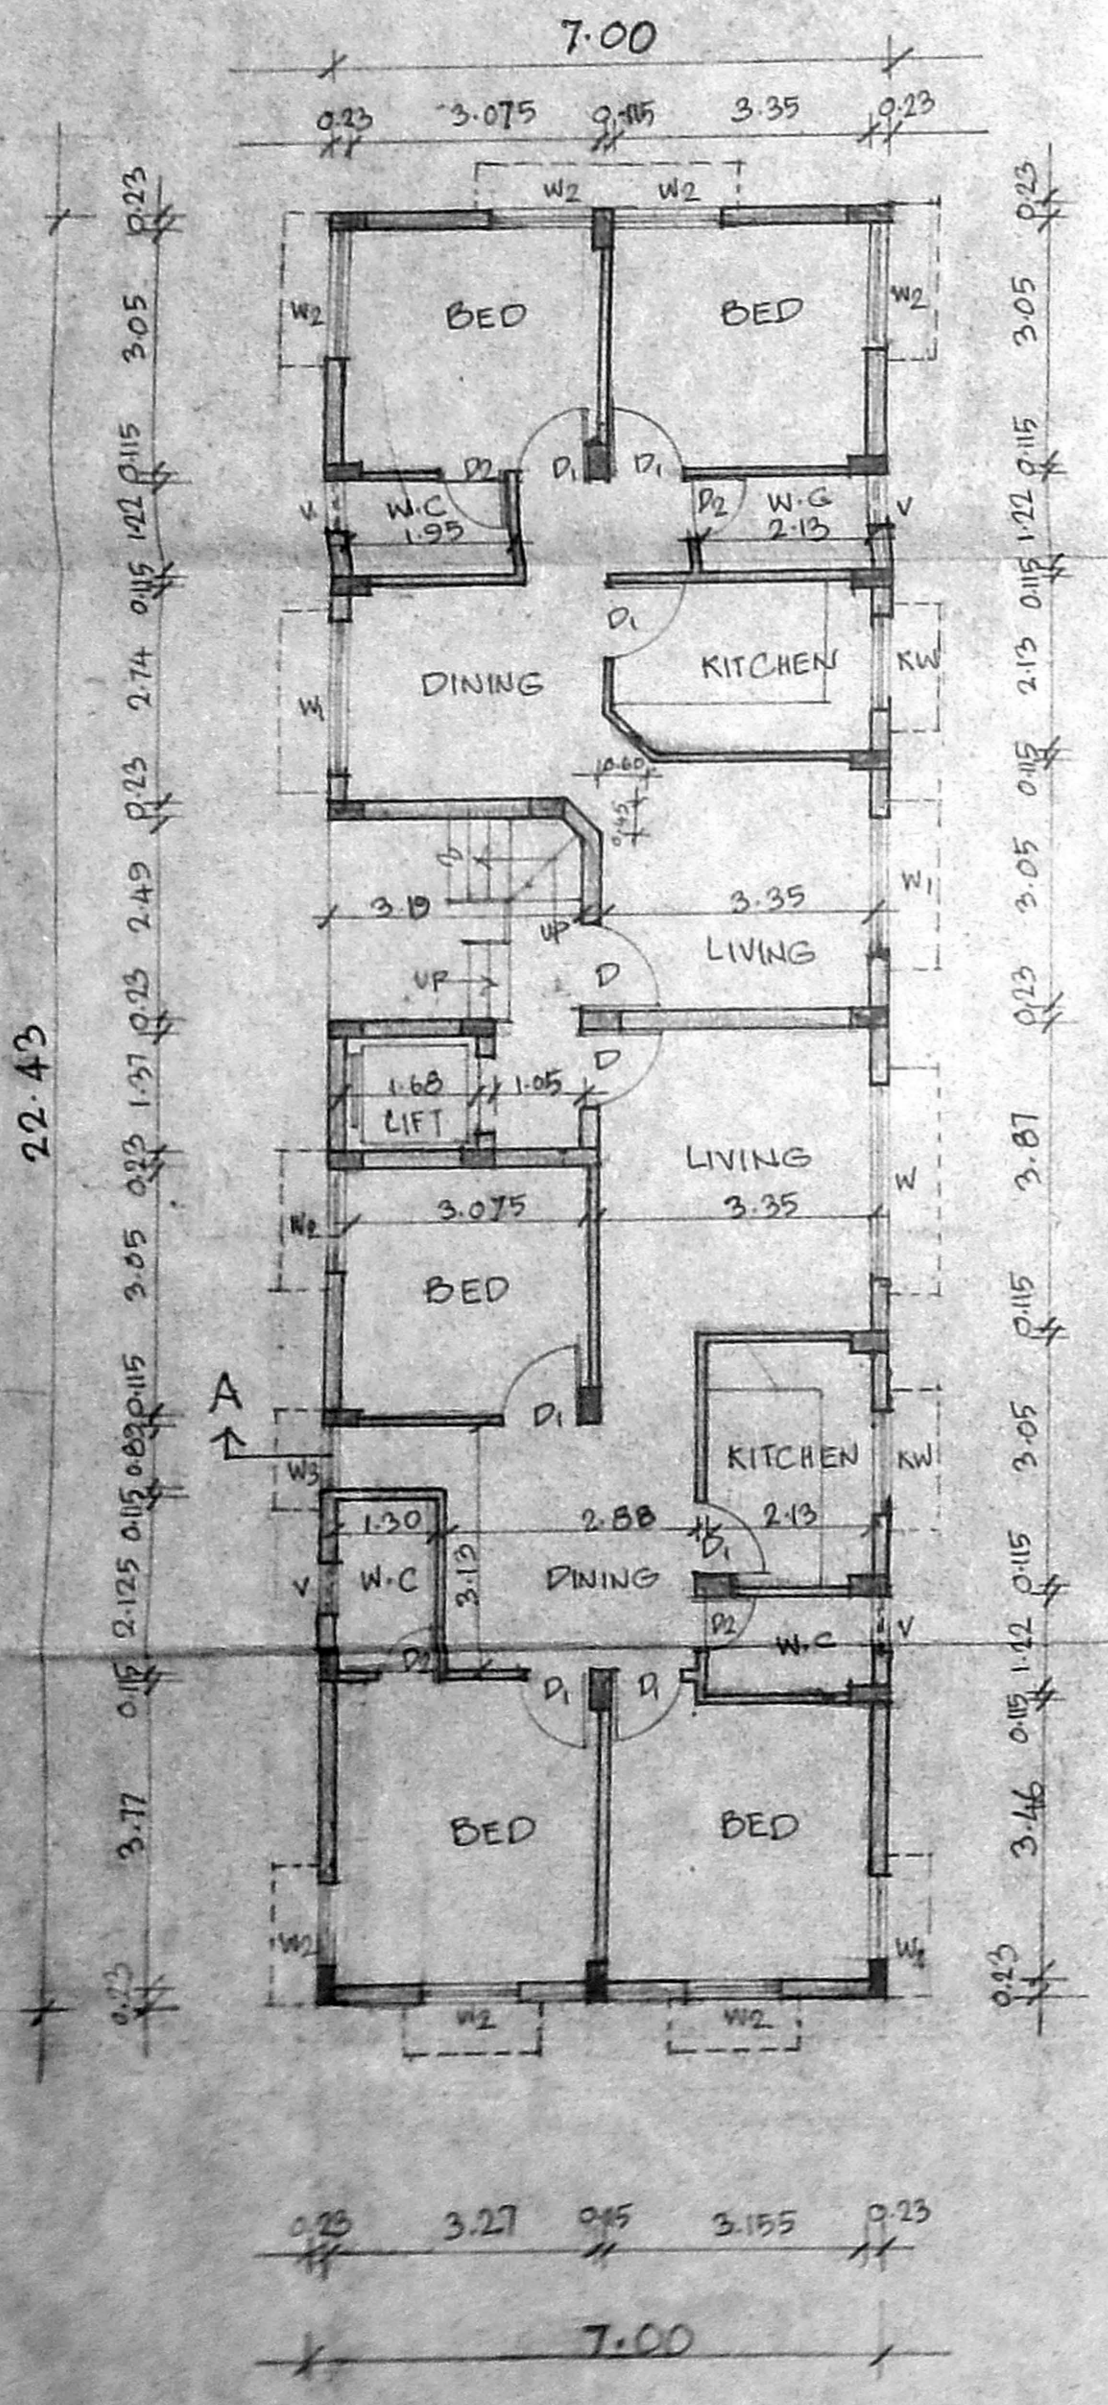 7.00
0.23 3.075 0.115 3.35 0.23
W2 W2
0.23 0.23
W2 BED BED W2
3.05 3.05
0.115 D2 D1 D1 0.115
V W.C D2 W.C V
1.22 1.95 2.13 1.22
0.115 0.115
D1
2.74 DINING KITCHEN KW 2.13
W1
0.60
0.23 0.45 0.115
3.19 3.35 W1
2.49 UP LIVING 3.05
UP D
0.23 0.23
D
22.43
1.37 1.68 1.05
LIFT
0.23 LIVING W 3.87
3.075 3.35
W2
3.05 BED
0.115
A 0.115 D1
0.89 W3 KITCHEN KW 3.05
0.115 1.30 2.88 2.13
D1
2.125 V W.C 3.13 DINING 0.115
D2 V
D2 W.C 1.22
0.115 D1 D1 0.115
3.77 BED BED 3.46
W2 W2
0.23 0.23
W2 W2
0.23 3.27 0.115 3.155 0.23
7.00